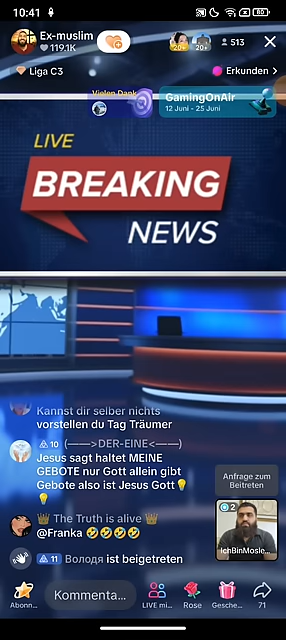 10:41
80
Ex-muslim
119.1K
20+
20+
513
Liga C3
Erkunden >
Vielen Dank
GamingOnAir
12 Juni - 25 Juni
LIVE
BREAKING
NEWS
Kannst dir selber nichts
vorstellen du Tag Träumer
10 (——>DER-EINE<——)
Jesus sagt haltet MEINE
GEBOTE nur Gott allein gibt
Gebote also ist Jesus Gott💡
💡
Anfrage zum
Beitreten
👑 The Truth is alive 👑
@Franka 🤣🤣🤣🤣
2
IchBinMosle...
11 Володя ist beigetreten
Kommenta...
Abonn...
LIVE mi...
Rose
Gesche...
71